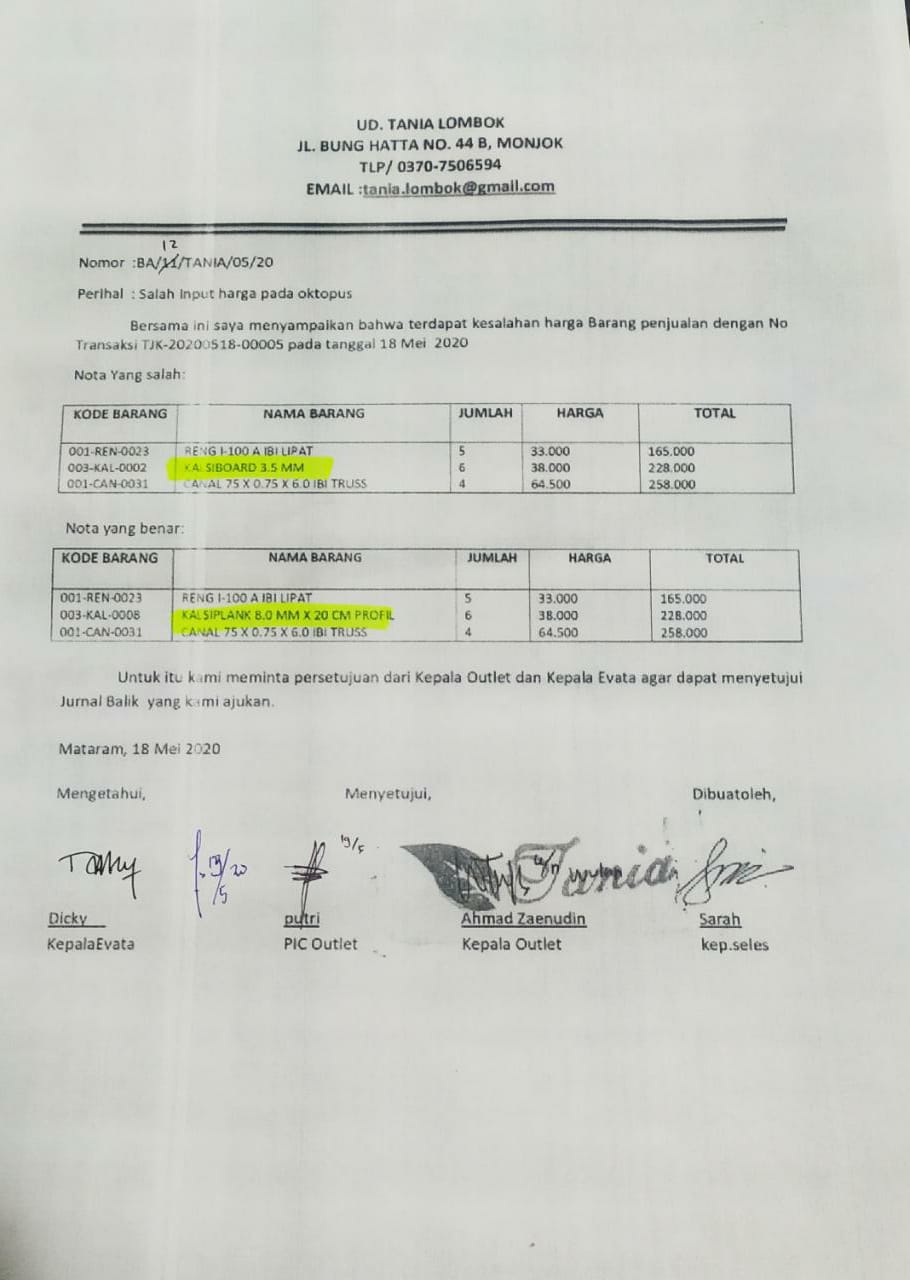 UD. TANIA LOMBOK
JL. BUNG HATTA NO. 44 B, MONJOK
TLP/ 0370-7506594
EMAIL :tania.lombok@gmail.com
12
Nomor :BA/11/TANIA/05/20
Perihal : Salah Input harga pada oktopus
Bersama ini saya menyampaikan bahwa terdapat kesalahan harga Barang penjualan dengan No
Transaksi TJK-20200518-00005 pada tanggal 18 Mei 2020
Nota Yang salah:
KODE BARANG NAMA BARANG JUMLAH HARGA TOTAL
001-REN-0023 RENG I-100 A IBI LIPAT 5 33.000 165.000
003-KAL-0002 KALSIBOARD 3.5 MM 6 38.000 228.000
001-CAN-0031 CANAL 75 X 0.75 X 6.0 IBI TRUSS 4 64.500 258.000
Nota yang benar:
KODE BARANG NAMA BARANG JUMLAH HARGA TOTAL
001-REN-0023 RENG I-100 A IBI LIPAT 5 33.000 165.000
003-KAL-0008 KALSIPLANK 8.0 MM X 20 CM PROFIL 6 38.000 228.000
001-CAN-0031 CANAL 75 X 0.75 X 6.0 IBI TRUSS 4 64.500 258.000
Untuk itu kami meminta persetujuan dari Kepala Outlet dan Kepala Evata agar dapat menyetujui
Jurnal Balik yang kami ajukan.
Mataram, 18 Mei 2020
Mengetahui, Menyetujui, Dibuatoleh,
19/5
Tania
Dicky putri Ahmad Zaenudin Sarah
KepalaEvata PIC Outlet Kepala Outlet kep.seles